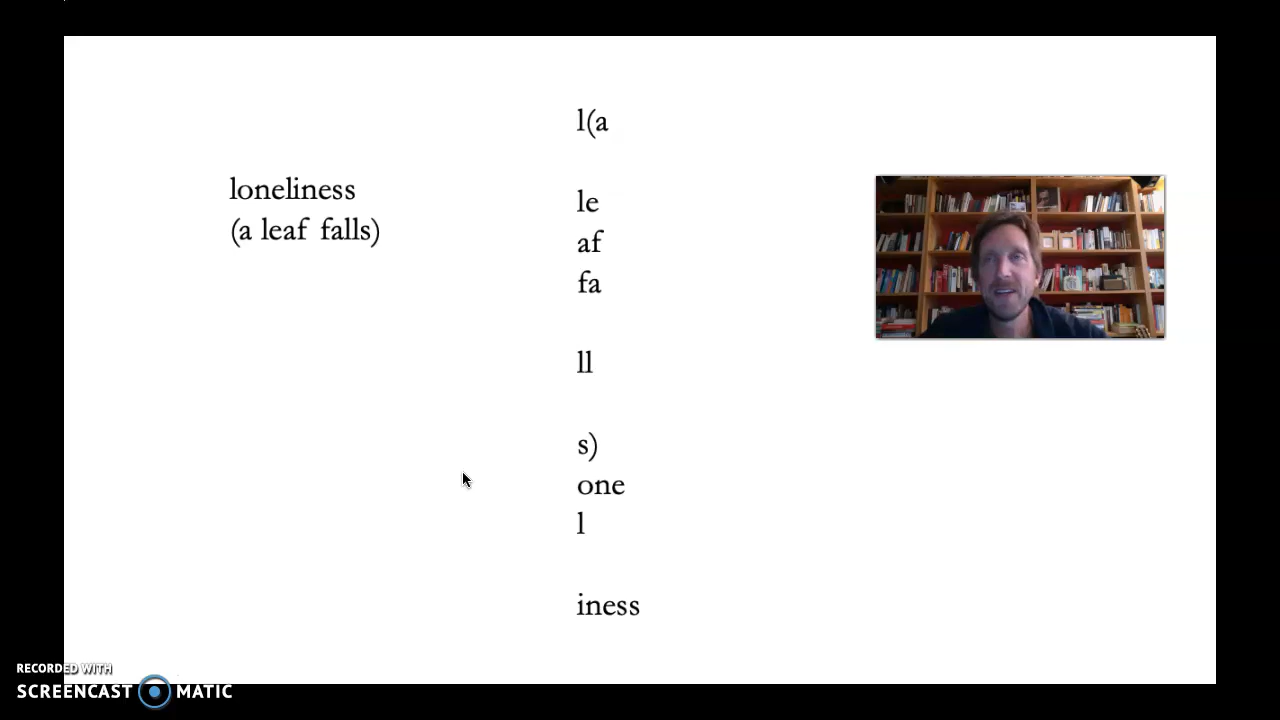 loneliness
(a leaf falls)
l(a
le
af
fa
ll
s)
one
l
iness
RECORDED WITH
SCREENCAST MATIC